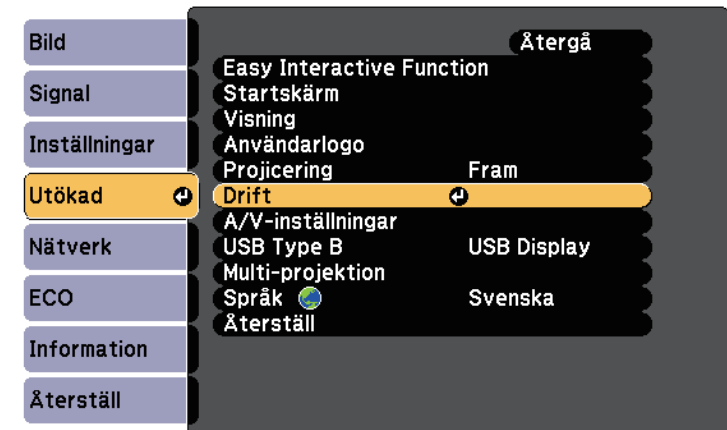 Bild
Signal
Inställningar
Utökad
Nätverk
ECO
Information
Återställ
Återgå
Easy Interactive Function
Startskärm
Visning
Användarlogo
Projicering Fram
Drift
A/V-inställningar
USB Type B USB Display
Multi-projektion
Språk Svenska
Återställ